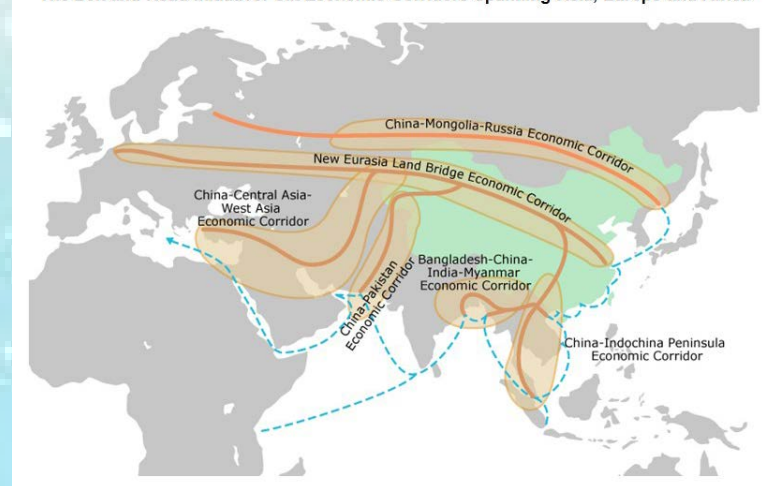 China-Mongolia-Russia Economic Corridor
New Eurasia Land Bridge Economic Corridor
China-Central Asia-
West Asia
Economic Corridor
China-Pakistan
Economic Corridor
Bangladesh-China-
India-Myanmar
Economic Corridor
China-Indochina Peninsula
Economic Corridor